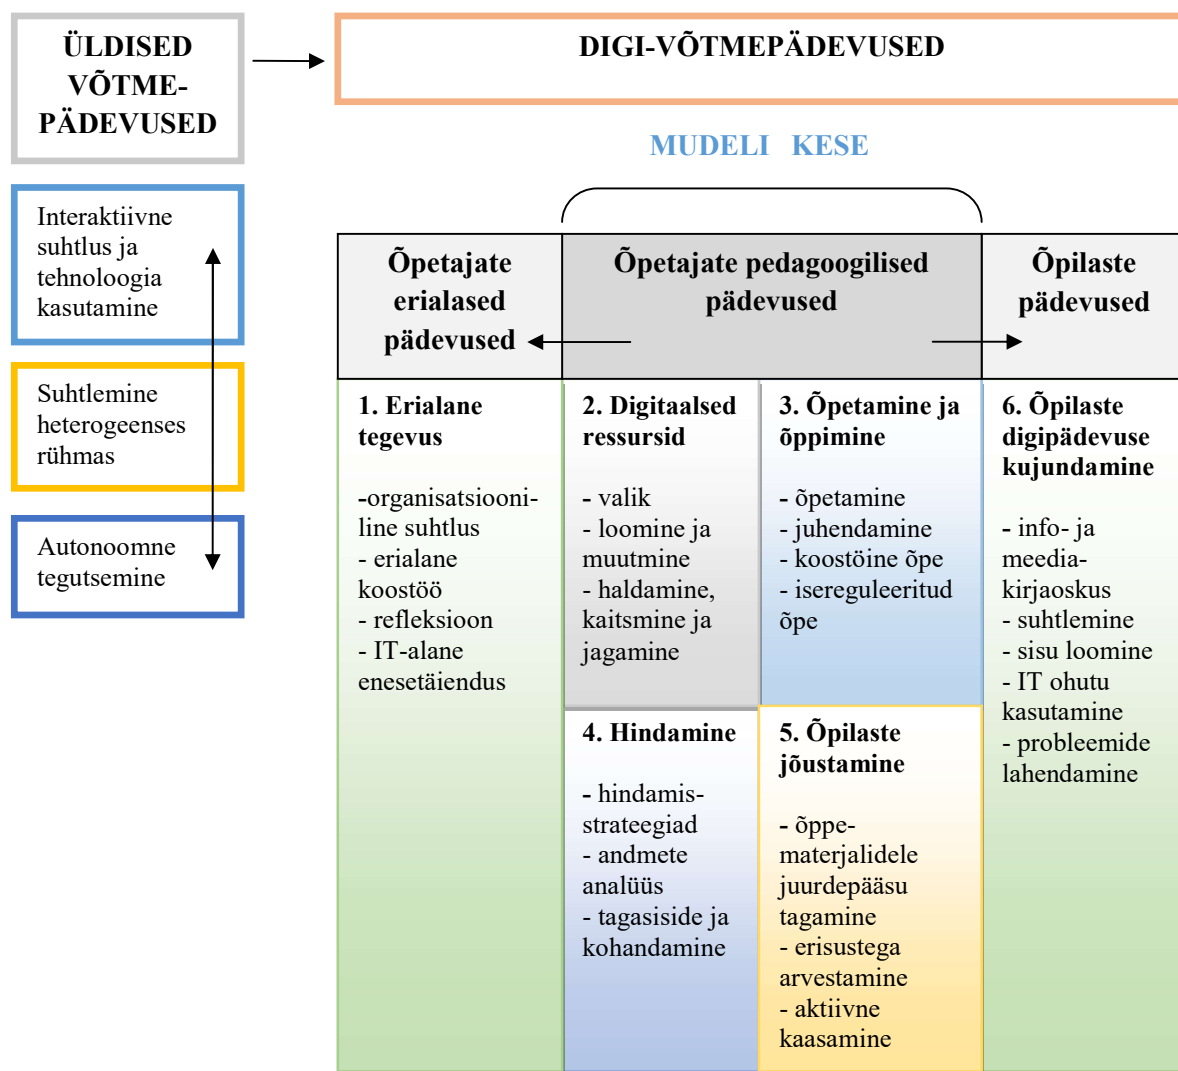 ÜLDISED
VÕTME-
PÄDEVUSED
DIGI-VÕTMEPÄDEVUSED
MUDELI KESE
Interaktiivne
suhtlus ja
tehnoloogia
kasutamine
Suhtlemine
heterogeenses
rühmas
Autonoomne
tegutsemine
Õpetajate
erialased
pädevused
Õpetajate pedagoogilised
pädevused
Õpilaste
pädevused
1. Erialane
tegevus
-organisatsiooni-
line suhtlus
- erialane
koostöö
- refleksioon
- IT-alane
enesetäiendus
2. Digitaalsed
ressursid
- valik
- loomine ja
muutmine
- haldamine,
kaitsmine ja
jagamine
3. Õpetamine ja
õppimine
- õpetamine
- juhendamine
- koostöine õpe
- isereguleeritud
õpe
4. Hindamine
- hindamis-
strateegiad
- andmete
analüüs
- tagasiside ja
kohandamine
5. Õpilaste
jõustamine
- õppe-
materjalidele
juurdepääsu
tagamine
- erisustega
arvestamine
- aktiivne
kaasamine
6. Õpilaste
digipädevuse
kujundamine
- info- ja
meedia-
kirjaoskus
- suhtlemine
- sisu loomine
- IT ohutu
kasutamine
- probleemide
lahendamine